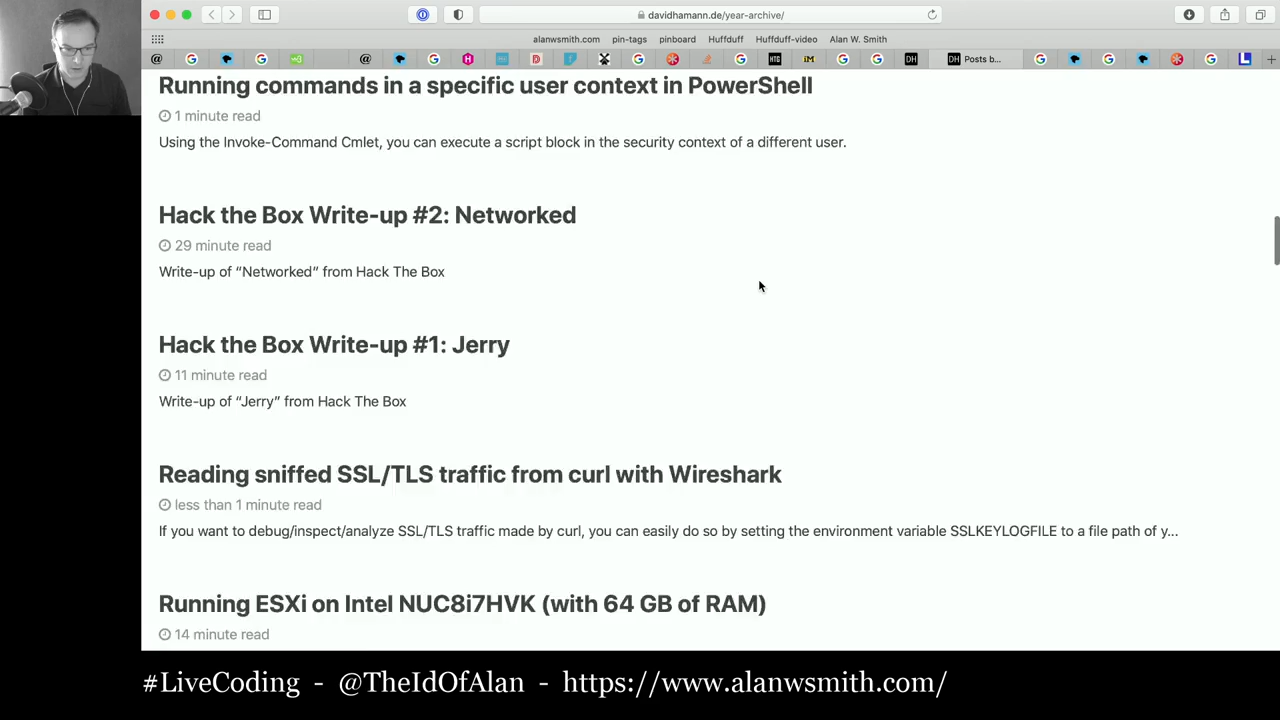 davidhamann.de/year-archive/
alanwsmith.com pin-tags pinboard Huffduff Huffduff-video Alan W. Smith
Posts b...
Running commands in a specific user context in PowerShell
1 minute read
Using the Invoke-Command Cmlet, you can execute a script block in the security context of a different user.
Hack the Box Write-up #2: Networked
29 minute read
Write-up of “Networked” from Hack The Box
Hack the Box Write-up #1: Jerry
11 minute read
Write-up of “Jerry” from Hack The Box
Reading sniffed SSL/TLS traffic from curl with Wireshark
less than 1 minute read
If you want to debug/inspect/analyze SSL/TLS traffic made by curl, you can easily do so by setting the environment variable SSLKEYLOGFILE to a file path of y...
Running ESXi on Intel NUC8i7HVK (with 64 GB of RAM)
14 minute read
#LiveCoding - @TheIdOfAlan - https://www.alanwsmith.com/